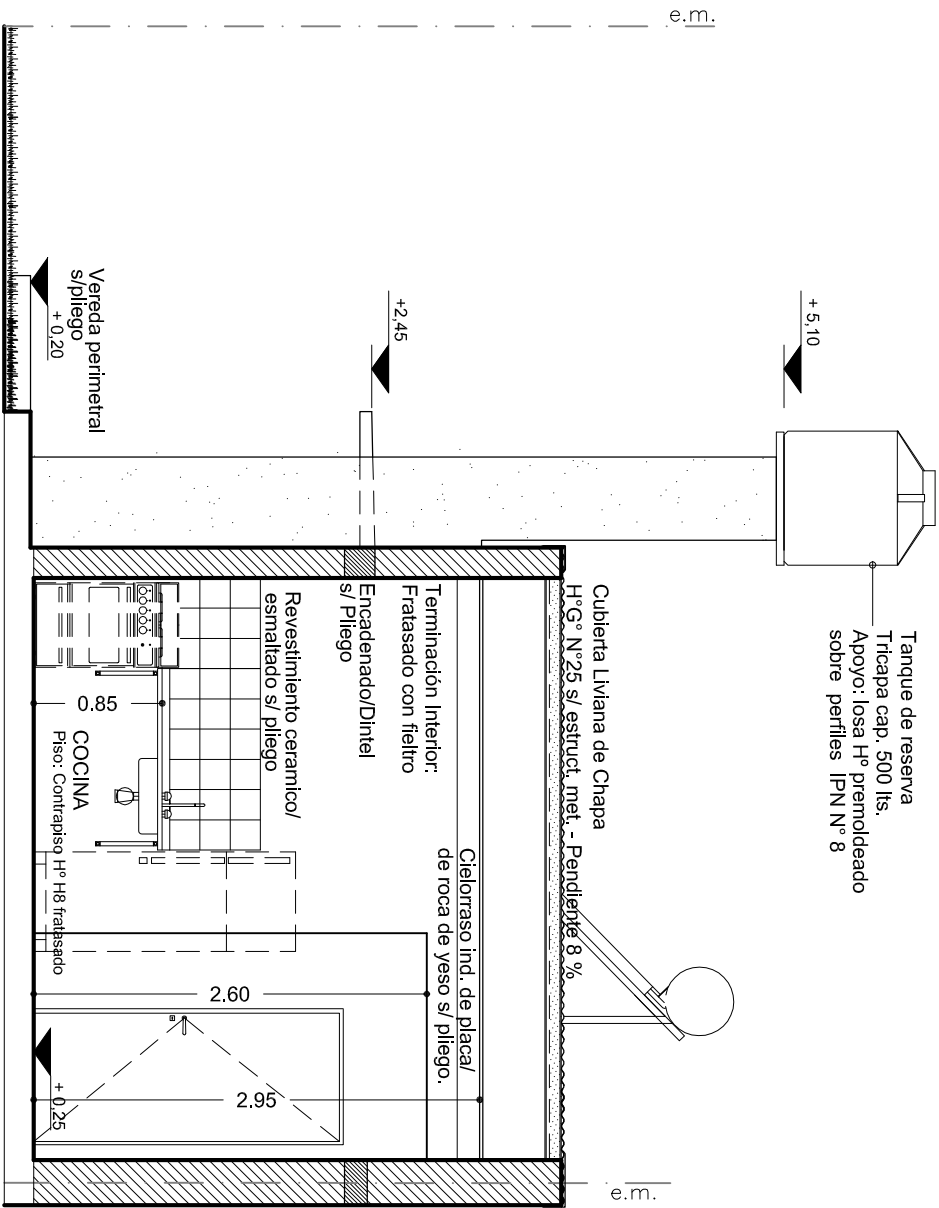 e.m.
Tanque de reserva
Tricapa cap. 500 lts.
Apoyo: losa Hº premoldeado
sobre perfiles IPN N° 8
+ 5,10
+2,45
Cubierta Liviana de Chapa
H°G° N°25 s/ estruct. met. - Pendiente 8 %
Cielorraso ind. de placa/
de roca de yeso s/ pliego.
Terminación Interior:
Fratasado con fieltro
Encadenado/Dintel
s/ Pliego
Revestimiento ceramico/
esmaltado s/ pliego
0.85
2.60
2.95
COCINA
Piso: Contrapiso Hº H8 fratasado
+ 0,25
Vereda perimetral
s/pliego
+ 0,20
e.m.